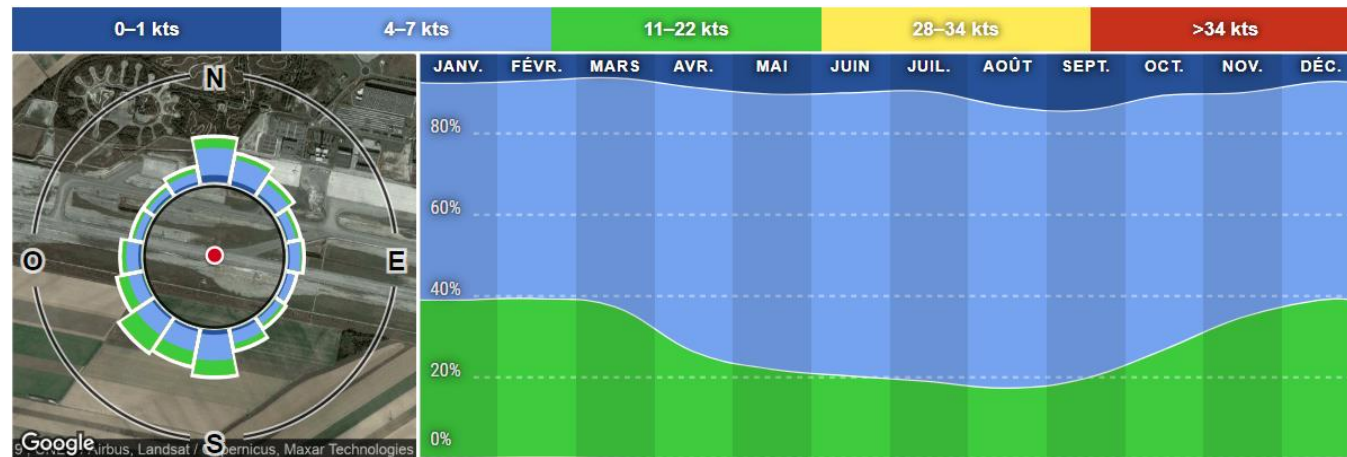 0–1 kts
4–7 kts
11–22 kts
28–34 kts
>34 kts
JANV.
FÉVR.
MARS
AVR.
MAI
JUIN
JUIL.
AOÛT
SEPT.
OCT.
NOV.
DÉC.
N
O
E
S
80%
60%
40%
20%
0%
Google
Airbus, Landsat / Copernicus, Maxar Technologies